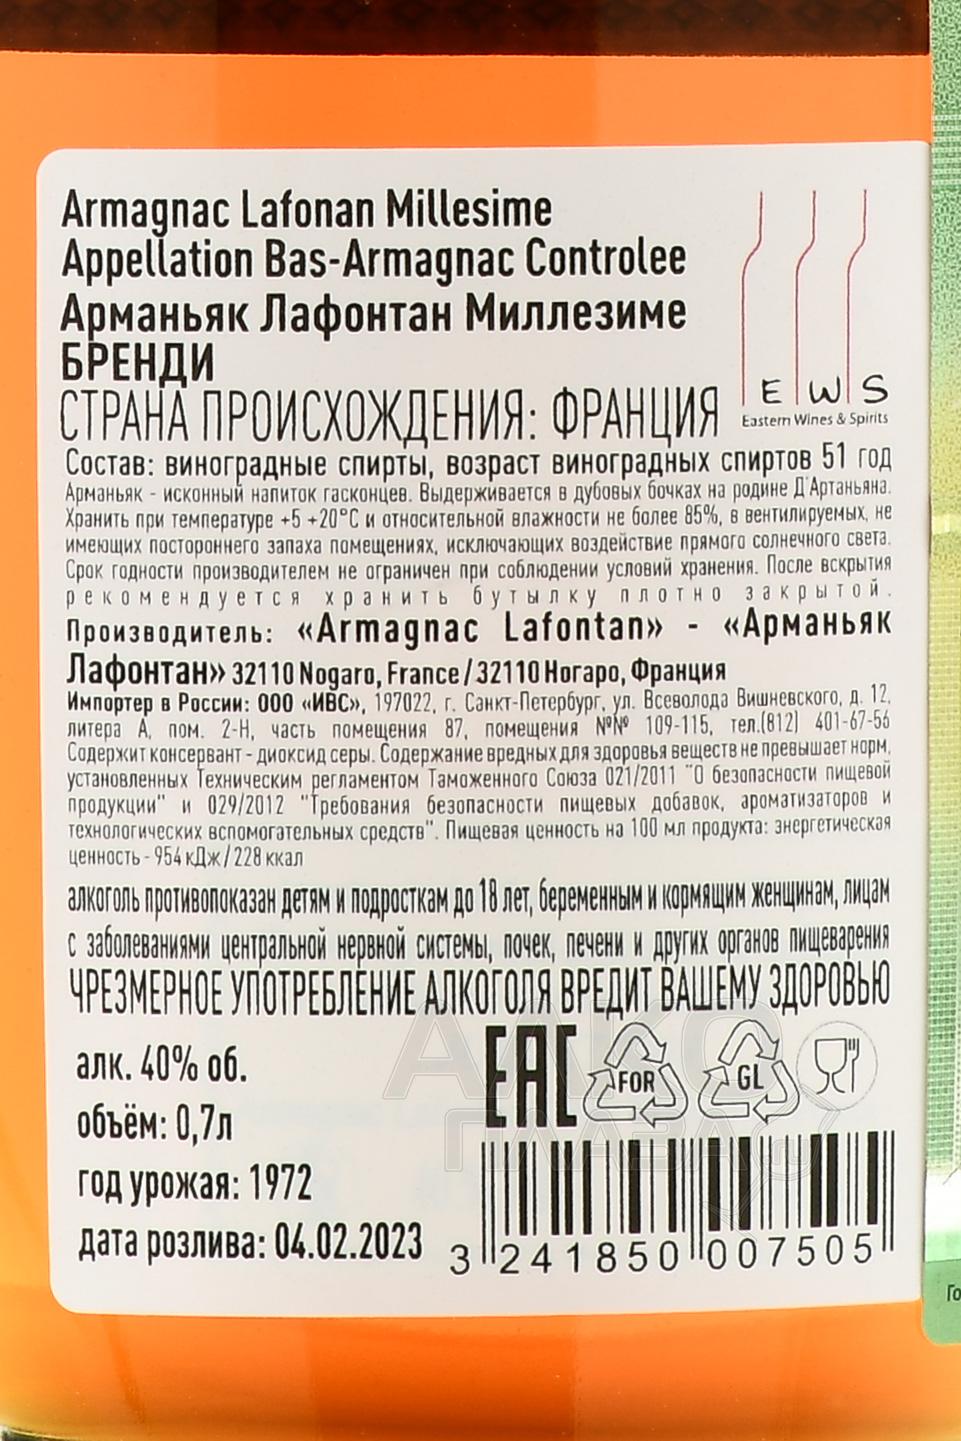 Armagnac Lafonan Millesime
Appellation Bas-Armagnac Controlee
Арманьяк Лафонтан Миллезиме
БРЕНДИ
СТРАНА ПРОИСХОЖДЕНИЯ: ФРАНЦИЯ
E W S
Eastern Wines & Spirits
Состав: виноградные спирты, возраст виноградных спиртов 51 год
Арманьяк - исконный напиток гасконцев. Выдерживается в дубовых бочках на родине Д'Артаньяна.
Хранить при температуре +5 +20°С и относительной влажности не более 85%, в вентилируемых, не
имеющих постороннего запаха помещениях, исключающих воздействие прямого солнечного света.
Срок годности производителем не ограничен при соблюдении условий хранения. После вскрытия
рекомендуется хранить бутылку плотно закрытой.
Производитель: «Armagnac Lafontan» - «Арманьяк
Лафонтан» 32110 Nogaro, France / 32110 Ногаро, Франция
Импортер в России: ООО «ИВС», 197022, г. Санкт-Петербург, ул. Всеволода Вишневского, д. 12,
литера А, пом. 2-Н, часть помещения 87, помещения №№ 109-115, тел.(812) 401-67-56
Содержит консервант - диоксид серы. Содержание вредных для здоровья веществ не превышает норм,
установленных Техническим регламентом Таможенного Союза 021/2011 "О безопасности пищевой
продукции" и 029/2012 "Требования безопасности пищевых добавок, ароматизаторов и
технологических вспомогательных средств". Пищевая ценность на 100 мл продукта: энергетическая
ценность - 954 кДж / 228 ккал
алкоголь противопоказан детям и подросткам до 18 лет, беременным и кормящим женщинам, лицам
с заболеваниями центральной нервной системы, почек, печени и других органов пищеварения
ЧРЕЗМЕРНОЕ УПОТРЕБЛЕНИЕ АЛКОГОЛЯ ВРЕДИТ ВАШЕМУ ЗДОРОВЬЮ
алк. 40% об.
объём: 0,7л
год урожая: 1972
дата розлива: 04.02.2023
EAC
FOR
GL
АЛКО
ПЛАЗА.ru
3 241850 007505
Го